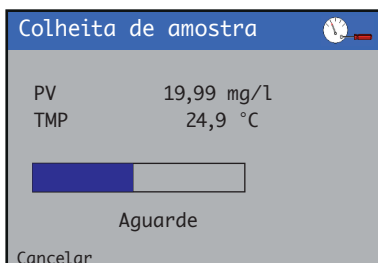 Colheita de amostra
PV 19,99 mg/l
TMP 24,9 °C
Aguarde
Cancelar